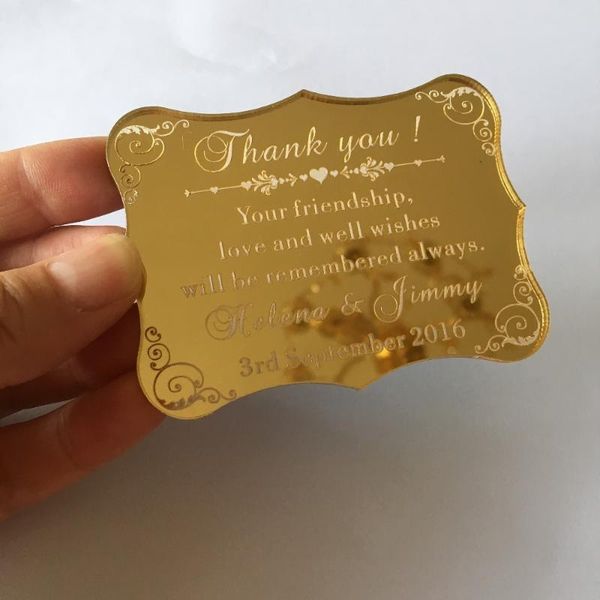 Thank you !
Your friendship,
love and well wishes
will be remembered always.
Helena & Jimmy
3rd September 2016